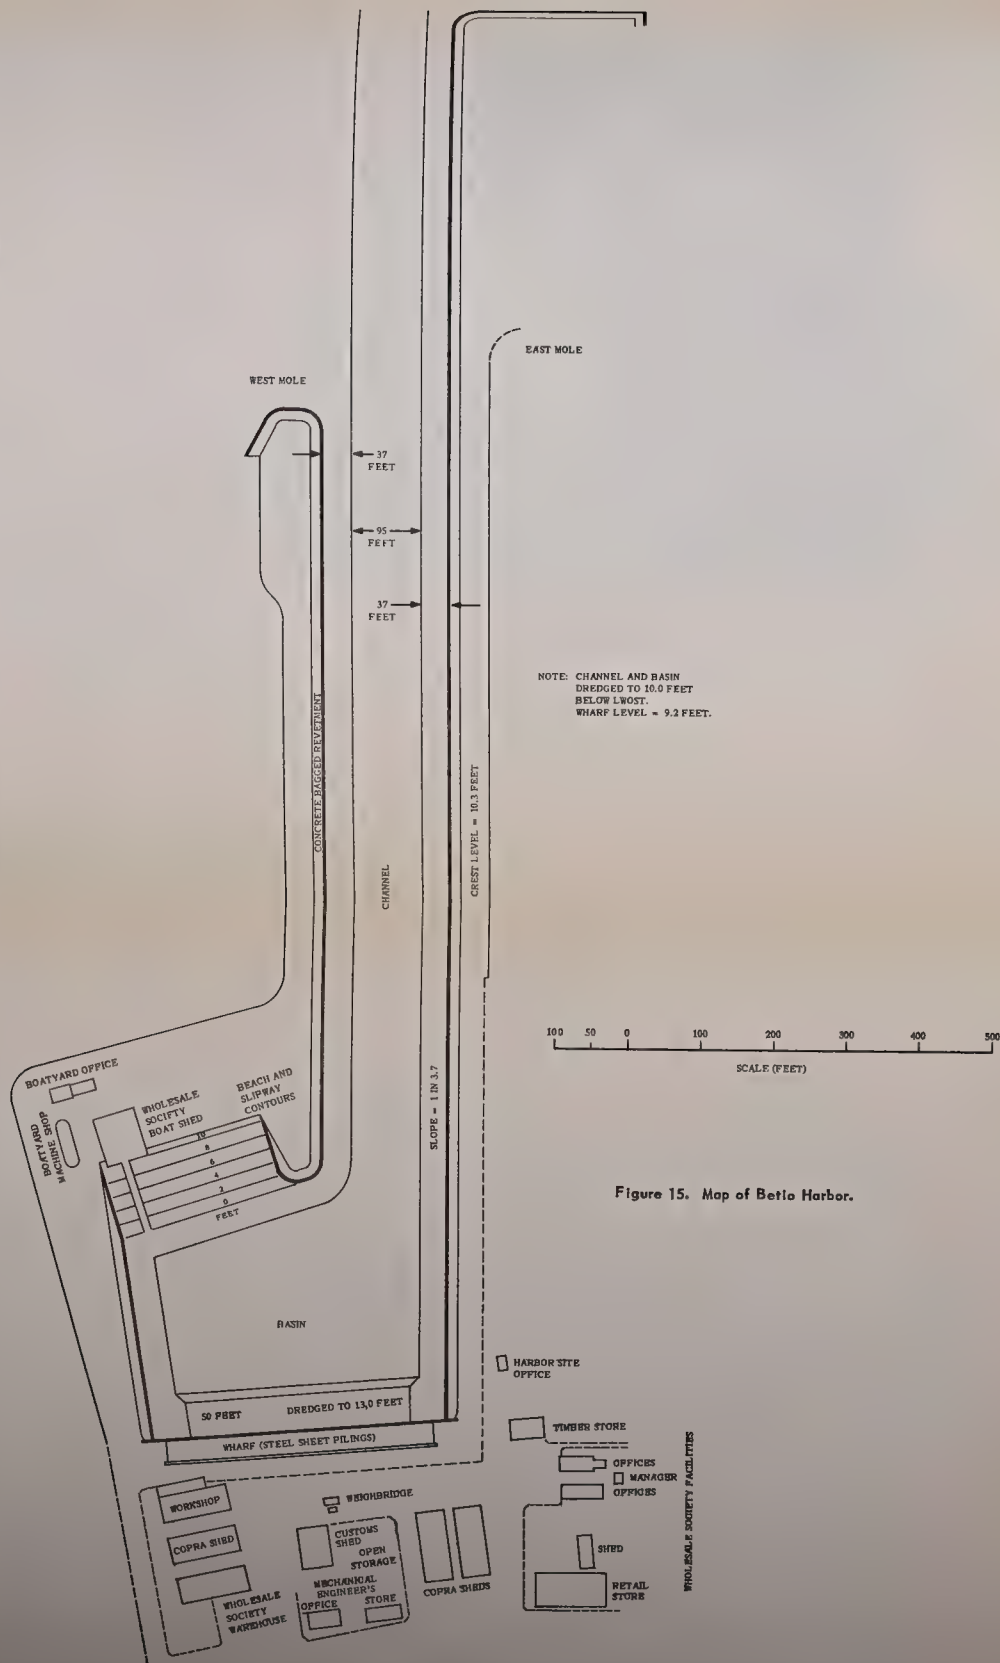 EAST MOLE
WEST MOLE
37
FEET
95
FEET
37
FEET
NOTE: CHANNEL AND BASIN
DREDGED TO 10.0 FEET
BELOW LWOST.
WHARF LEVEL = 9.2 FEET.
CONCRETE BAGGED REVETMENT
CREST LEVEL = 10.3 FEET
CHANNEL
100 50 0 100 200 300 400 500
SCALE (FEET)
SLOPE = 1 IN 3.7
BOATYARD OFFICE
BOATYARD
MACHINE SHOP
WHOLESALE
SOCIETY
BOAT SHED
BEACH AND
SLIPWAY
CONTOURS
10
8
6
4
2
0
FEET
Figure 15. Map of Betio Harbor.
BASIN
50 FEET DREDGED TO 13.0 FEET
WHARF (STEEL SHEET PILINGS)
HARBOR SITE
OFFICE
TIMBER STORE
OFFICES
MANAGER
OFFICES
SHED
RETAIL
STORE
WHOLESALE SOCIETY FACILITIES
WORKSHOP
COPRA SHED
WHOLESALE
SOCIETY
WAREHOUSE
WEIGHBRIDGE
CUSTOMS
SHED
OPEN
STORAGE
MECHANICAL
ENGINEER'S
OFFICE STORE
COPRA SHEDS